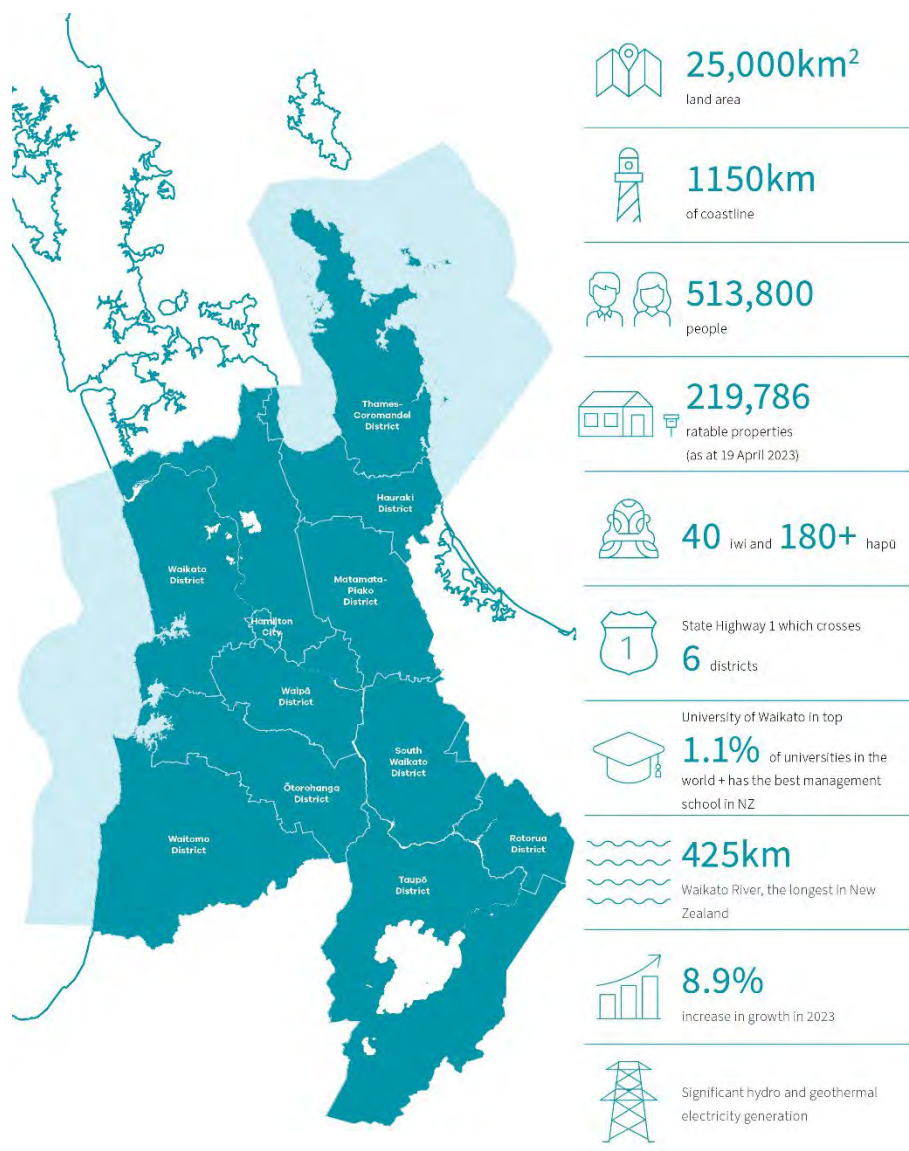 Thames-
Coromandel
District
Hauraki
District
Waikato
District
Matamata-
Piako
District
Hamilton
City
Waipā
District
South
Waikato
District
Ōtorohanga
District
Waitomo
District
Rotorua
District
Taupō
District
25,000km²
land area
1150km
of coastline
513,800
people
219,786
ratable properties
(as at 19 April 2023)
40 iwi and 180+ hapū
State Highway 1 which crosses
1
6 districts
University of Waikato in top
1.1% of universities in the
world + has the best management
school in NZ
425km
Waikato River, the longest in New
Zealand
8.9%
increase in growth in 2023
Significant hydro and geothermal
electricity generation